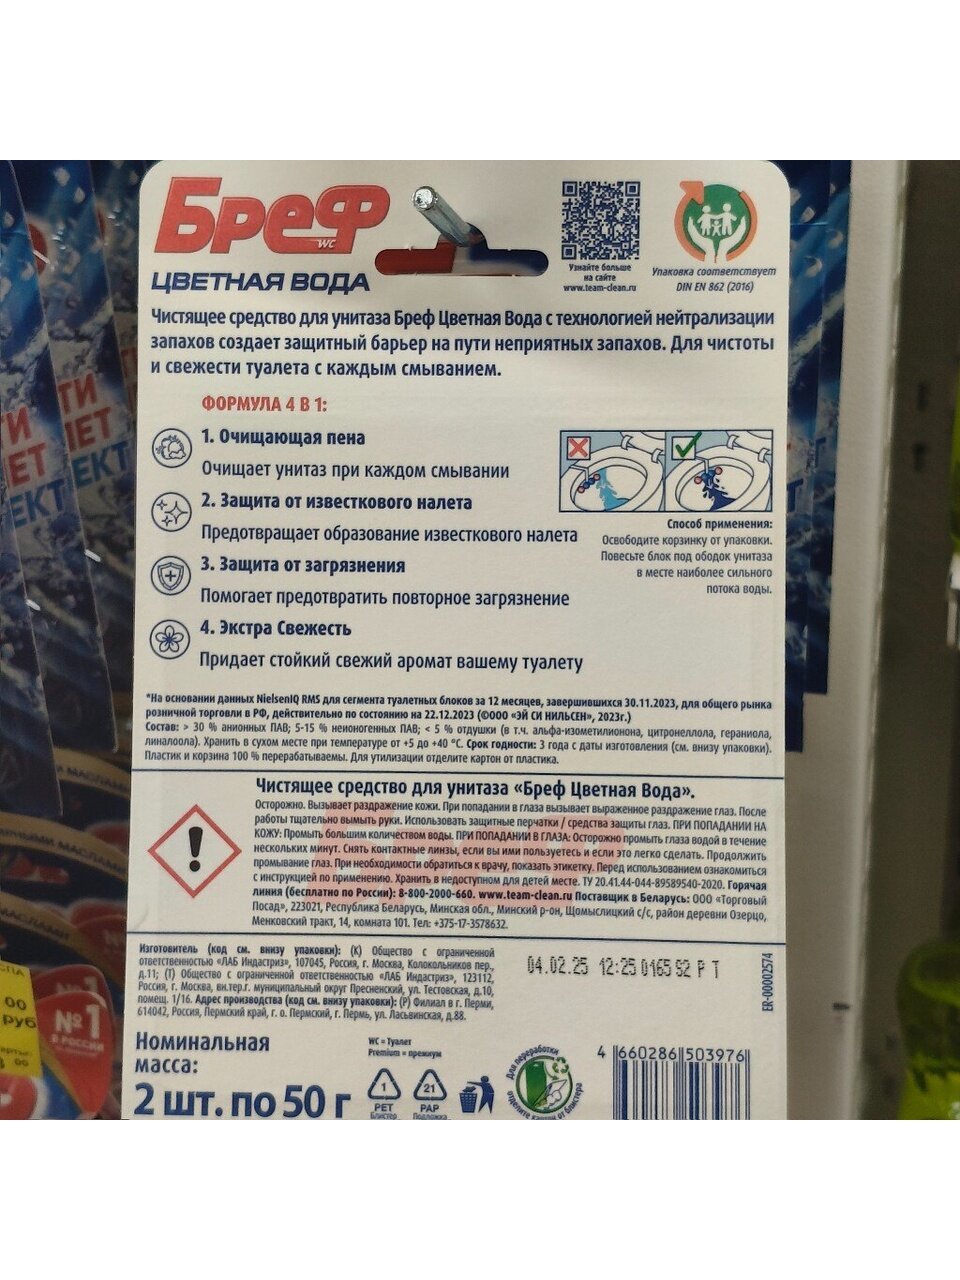 Бреф
WC
ЦВЕТНАЯ ВОДА
Узнайте больше
на сайте
www.team-clean.ru
Упаковка соответствует
DIN EN 862 (2016)
Чистящее средство для унитаза Бреф Цветная Вода с технологией нейтрализации
запахов создает защитный барьер на пути неприятных запахов. Для чистоты
и свежести туалета с каждым смыванием.
ФОРМУЛА 4 В 1:
1. Очищающая пена
Очищает унитаз при каждом смывании
2. Защита от известкового налета
Предотвращает образование известкового налета
3. Защита от загрязнения
Помогает предотвратить повторное загрязнение
4. Экстра Свежесть
Придает стойкий свежий аромат вашему туалету
Способ применения:
Освободите корзинку от упаковки.
Повесьте блок под ободок унитаза
в месте наиболее сильного
потока воды.
*На основании данных NielsenIQ RMS для сегмента туалетных блоков за 12 месяцев, завершившихся 30.11.2023, для общего рынка
розничной торговли в РФ, действительно по состоянию на 22.12.2023 (©ООО «ЭЙ СИ НИЛЬСЕН», 2023г.)
Состав: > 30 % анионных ПАВ; 5-15 % неионогенных ПАВ; < 5 % отдушки (в т.ч. альфа-изометилионона, цитронеллола, гераниола,
линалоола). Хранить в сухом месте при температуре от +5 до +40 °C. Срок годности: 3 года с даты изготовления (см. внизу упаковки).
Пластик и корзина 100 % перерабатываемы. Для утилизации отделите картон от пластика.
Чистящее средство для унитаза «Бреф Цветная Вода».
Осторожно. Вызывает раздражение кожи. При попадании в глаза вызывает выраженное раздражение глаз. После
работы тщательно вымыть руки. Использовать защитные перчатки / средства защиты глаз. ПРИ ПОПАДАНИИ НА
КОЖУ: Промыть большим количеством воды. ПРИ ПОПАДАНИИ В ГЛАЗА: Осторожно промыть глаза водой в течение
нескольких минут. Снять контактные линзы, если вы ими пользуетесь и если это легко сделать. Продолжить
промывание глаз. При необходимости обратиться к врачу, показать этикетку. Перед использованием ознакомиться
с инструкцией по применению. Хранить в недоступном для детей месте. ТУ 20.41.44-044-89589540-2020. Горячая
линия (бесплатно по России): 8-800-2000-660. www.team-clean.ru Поставщик в Беларусь: ООО «Торговый
Посад», 223021, Республика Беларусь, Минская обл., Минский р-он, Щомыслицкий с/с, район деревни Озерцо,
Менковский тракт, 14, комната 101. Тел: +375-17-3578632.
Изготовитель (код см. внизу упаковки): (K) Общество с ограниченной
ответственностью «ЛАБ Индастриз», 107045, Россия, г. Москва, Колокольников пер.,
д.11; (T) Общество с ограниченной ответственностью «ЛАБ Индастриз», 123112,
Россия, г. Москва, вн.тер.г. муниципальный округ Пресненский, ул. Тестовская, д.10,
помещ. 1/16. Адрес производства (код см. внизу упаковки): (P) Филиал в г. Перми,
614042, Россия, Пермский край, г. о. Пермский, г. Пермь, ул. Ласьвинская, д.88.
04.02.25 12:25 0165 S2 P T
ER-00002574
Номинальная
масса:
2 шт. по 50 г
WC = Туалет
Premium = премиум
1
PET
Блистер
21
PAP
Подложка
Для переработки
отделите картон от блистера
4 660286 503976
№1
В РОССИИ
00
руб